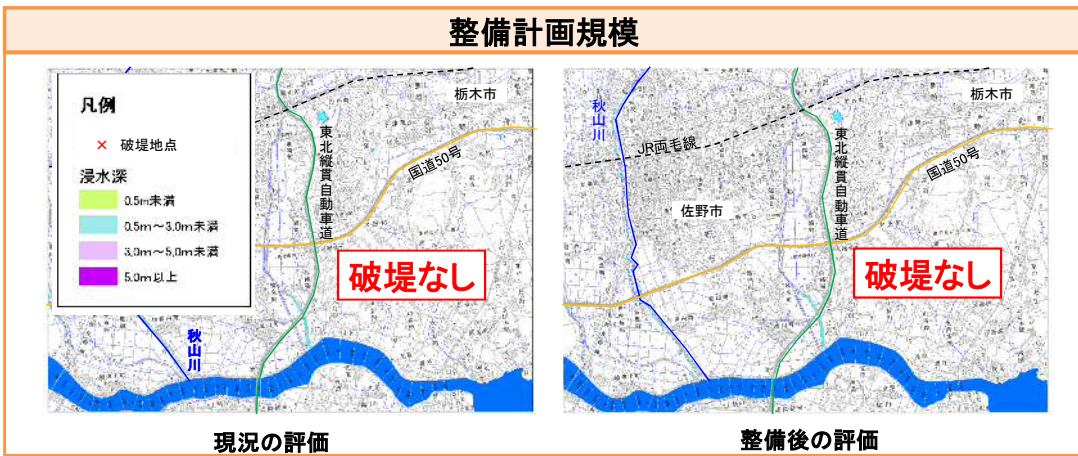 整備計画規模
凡例
× 破堤地点
浸水深
0.5m未満
0.5m～3.0m未満
3.0m～5.0m未満
5.0m以上
栃木市
東北縦貫自動車道
国道50号
破堤なし
秋山川
現況の評価
秋山川
JR両毛線
佐野市
栃木市
東北縦貫自動車道
国道50号
破堤なし
整備後の評価